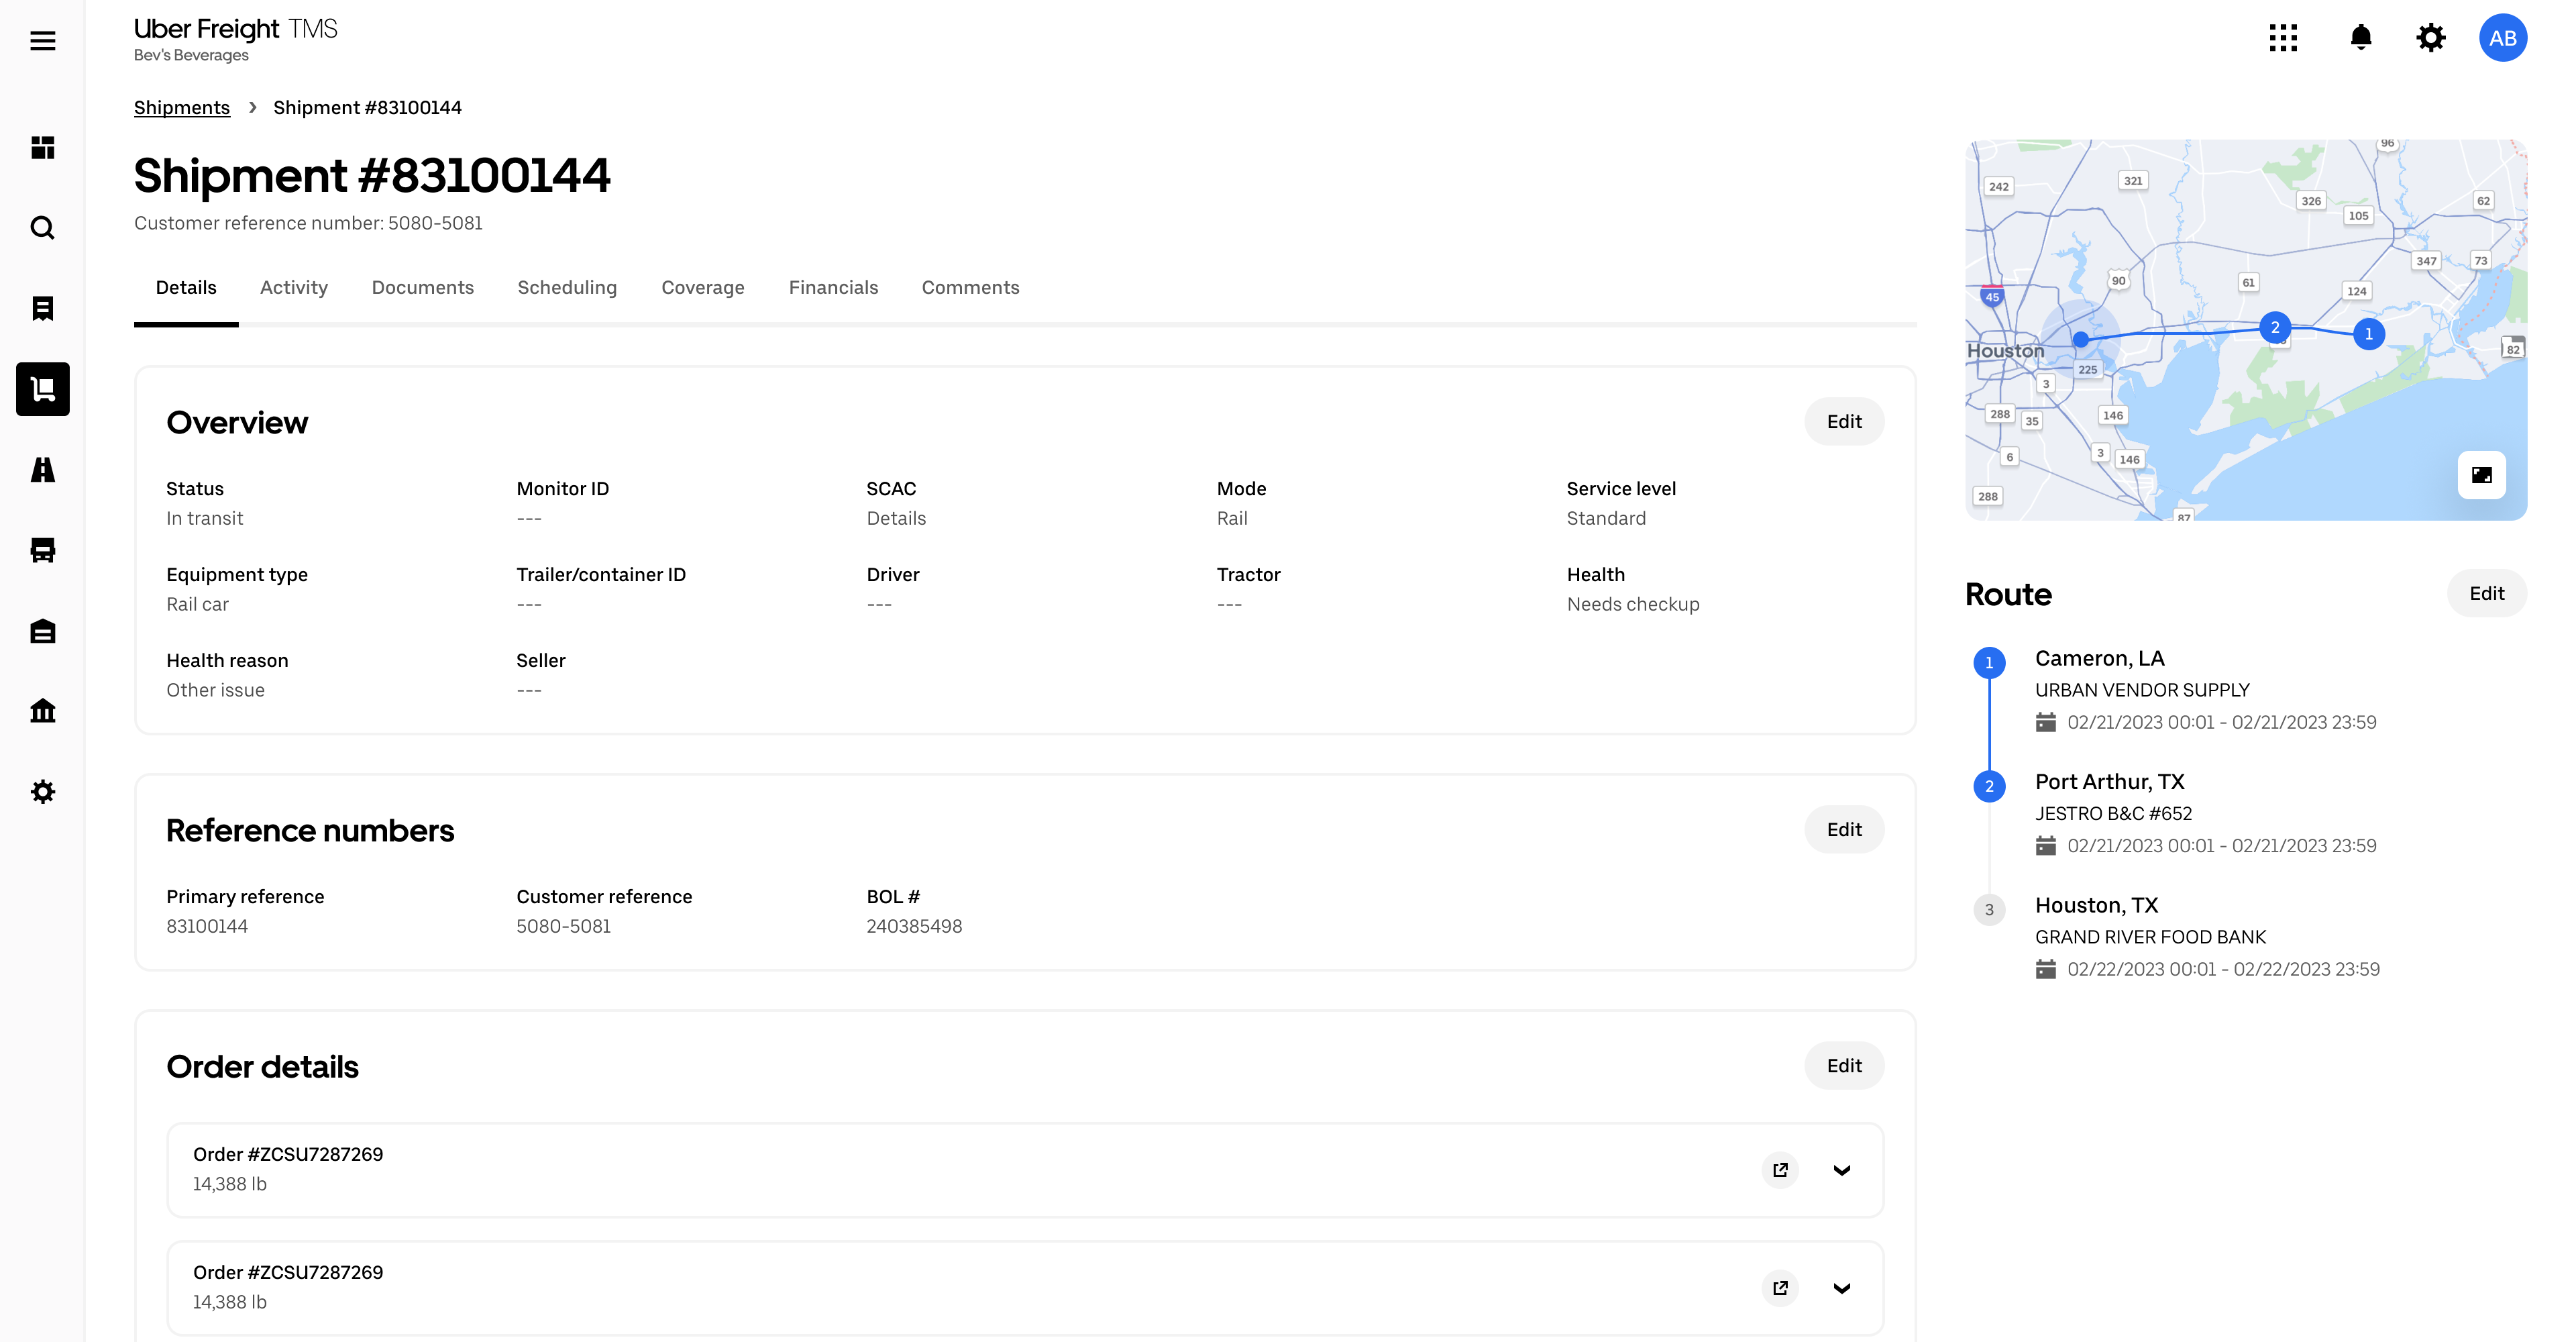 Uber Freight TMS
Bev's Beverages
AB
Shipments > Shipment #83100144
Shipment #83100144
Customer reference number: 5080-5081
Details Activity Documents Scheduling Coverage Financials Comments
Overview
Edit
Status Monitor ID SCAC Mode Service level
In transit --- Details Rail Standard
Equipment type Trailer/container ID Driver Tractor Health
Rail car --- --- --- Needs checkup
Health reason Seller
Other issue ---
Reference numbers
Edit
Primary reference Customer reference BOL #
83100144 5080-5081 240385498
Order details
Edit
Order #ZCSU7287269
14,388 lb
Order #ZCSU7287269
14,388 lb
96
242
321
326
105
62
347
73
90
61
124
45
2
1
Houston
82
225
3
288
35
146
6
3
146
288
87
Route
Edit
1
Cameron, LA
URBAN VENDOR SUPPLY
02/21/2023 00:01 - 02/21/2023 23:59
2
Port Arthur, TX
JESTRO B&C #652
02/21/2023 00:01 - 02/21/2023 23:59
3
Houston, TX
GRAND RIVER FOOD BANK
02/22/2023 00:01 - 02/22/2023 23:59